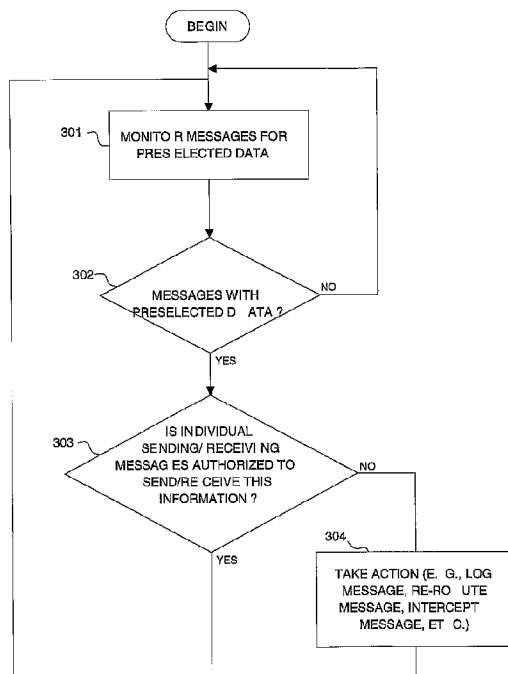 BEGIN
301
MONITO R MESSAGES FOR
PRES ELECTED DATA
302
MESSAGES WITH
PRESELECTED D ATA ?
NO
YES
303
IS INDIVIDUAL
SENDING/ RECEIVING
MESSAG ES AUTHORIZED TO
SEND/RE CEIVE THIS
INFORMATION ?
NO
YES
304
TAKE ACTION (E. G., LOG
MESSAGE, RE-RO UTE
MESSAGE, INTERCEPT
MESSAGE, ET C.)